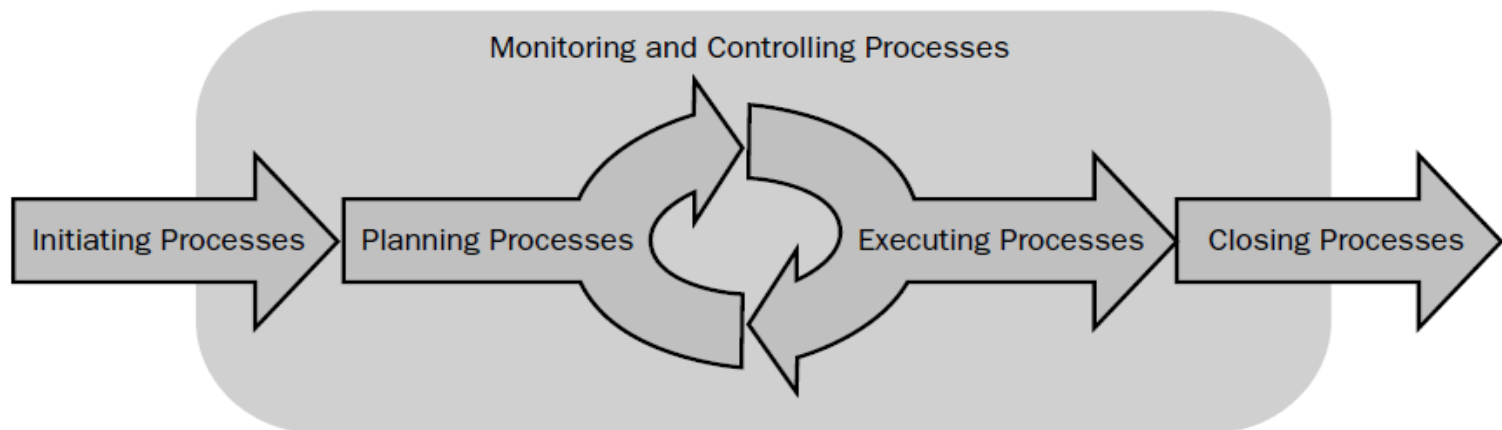 Monitoring and Controlling Processes
Initiating Processes
Planning Processes
Executing Processes
Closing Processes